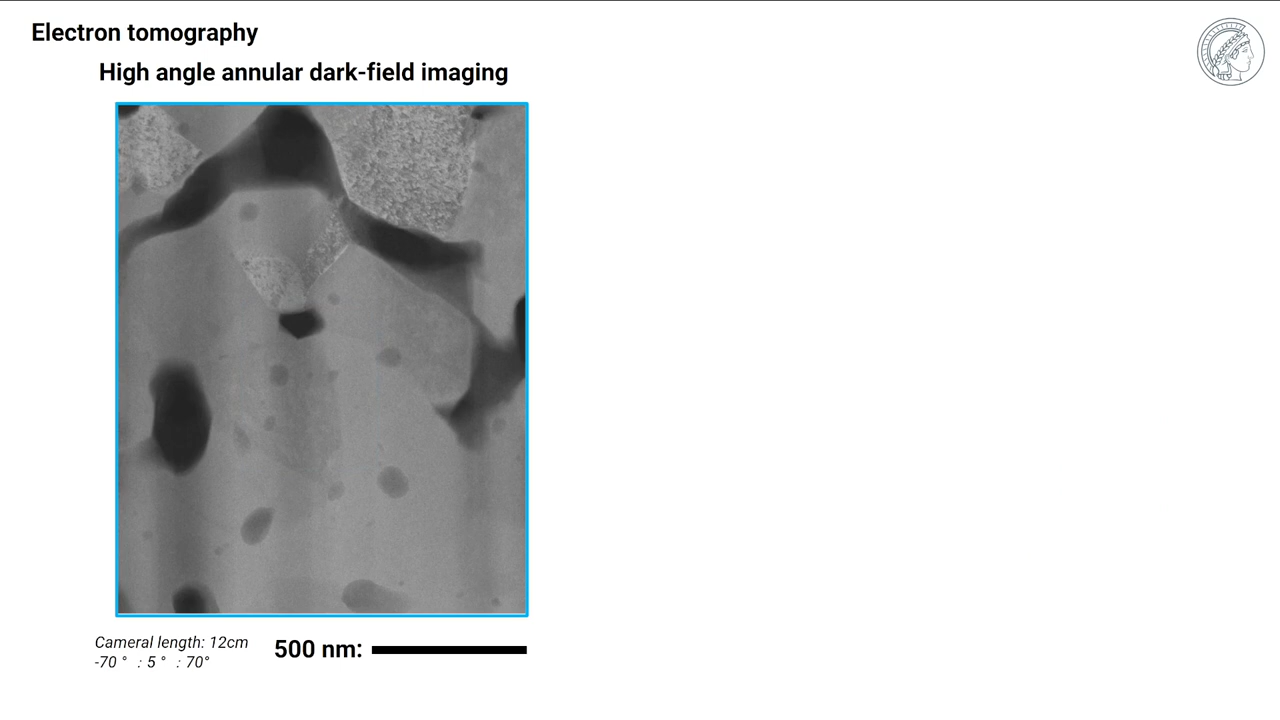 Electron tomography
High angle annular dark-field imaging
Cameral length: 12cm
-70 ° : 5 ° : 70°
500 nm: